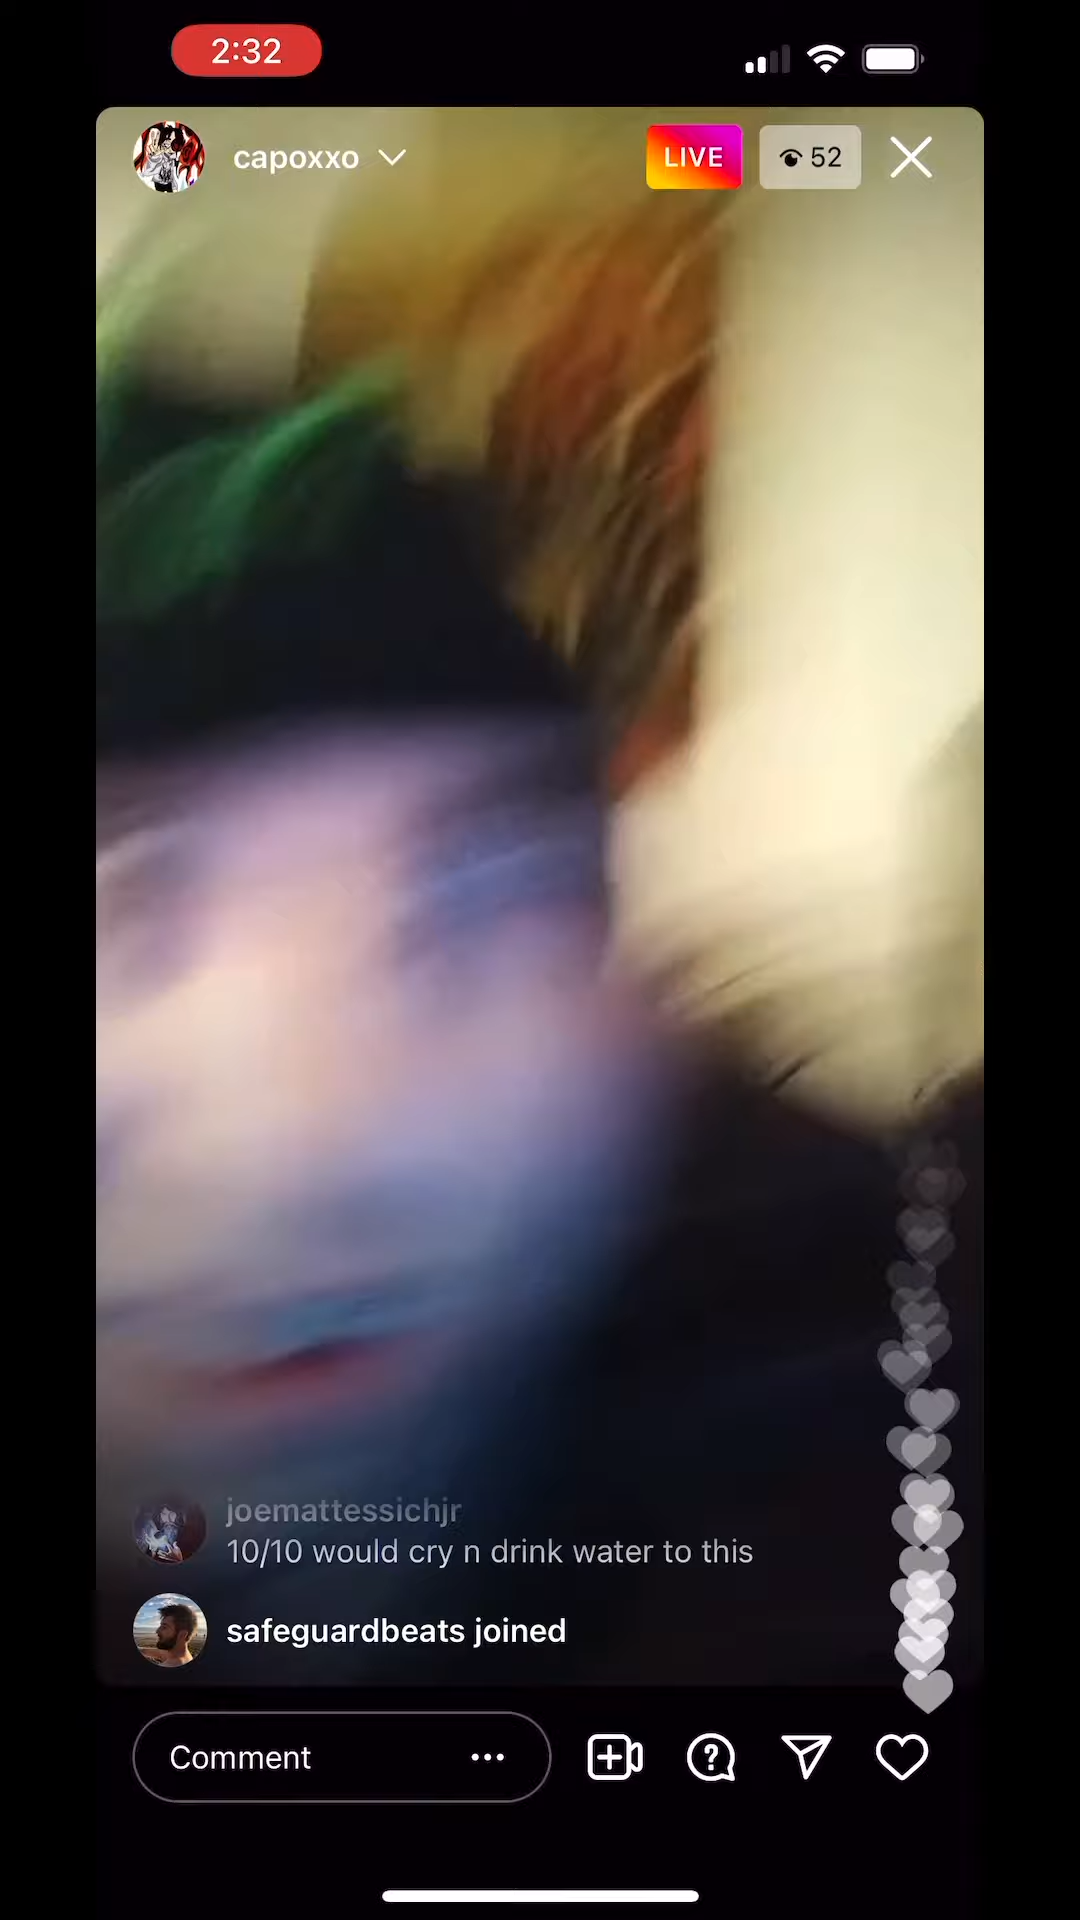 2:32
capoxxo
LIVE
52
joemattessichjr
10/10 would cry n drink water to this
safeguardbeats joined
Comment